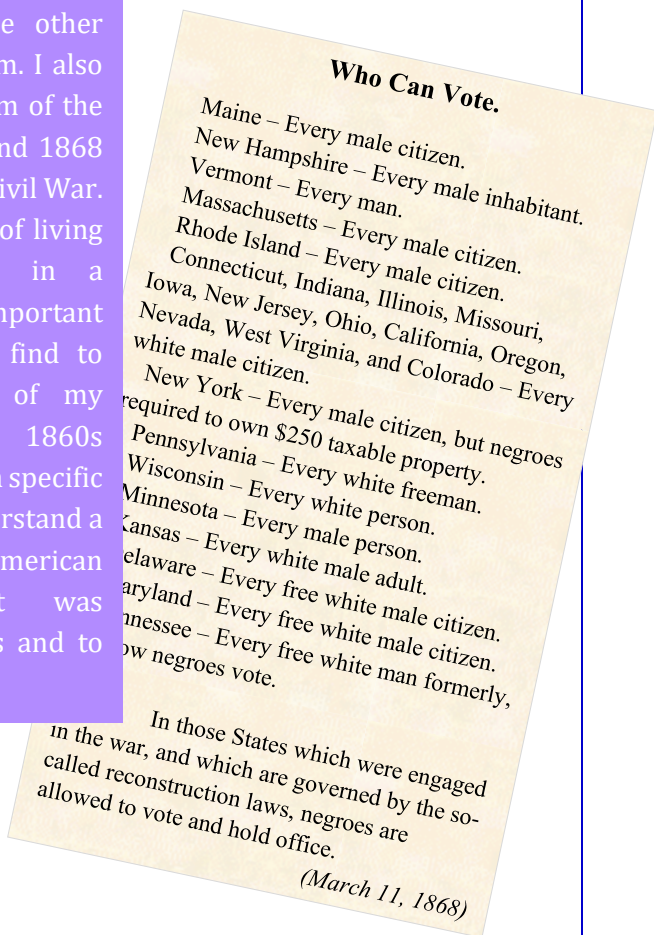 e other
m. I also
m of the
nd 1868
ivil War.
of living
in a
mportant
find to
of my
1860s
specific
erstand a
merican
t was
s and to
Who Can Vote.
Maine – Every male citizen.
New Hampshire – Every male inhabitant.
Vermont – Every man.
Massachusetts – Every male citizen.
Rhode Island – Every male citizen.
Connecticut, Indiana, Illinois, Missouri,
Iowa, New Jersey, Ohio, California, Oregon,
Nevada, West Virginia, and Colorado – Every
white male citizen.
New York – Every male citizen, but negroes
required to own $250 taxable property.
Pennsylvania – Every white freeman.
Wisconsin – Every white person.
Minnesota – Every male person.
Kansas – Every white male adult.
elaware – Every free white male citizen.
aryland – Every free white male citizen.
nnessee – Every free white man formerly,
ow negroes vote.
In those States which were engaged
in the war, and which are governed by the so-
called reconstruction laws, negroes are
allowed to vote and hold office.
(March 11, 1868)